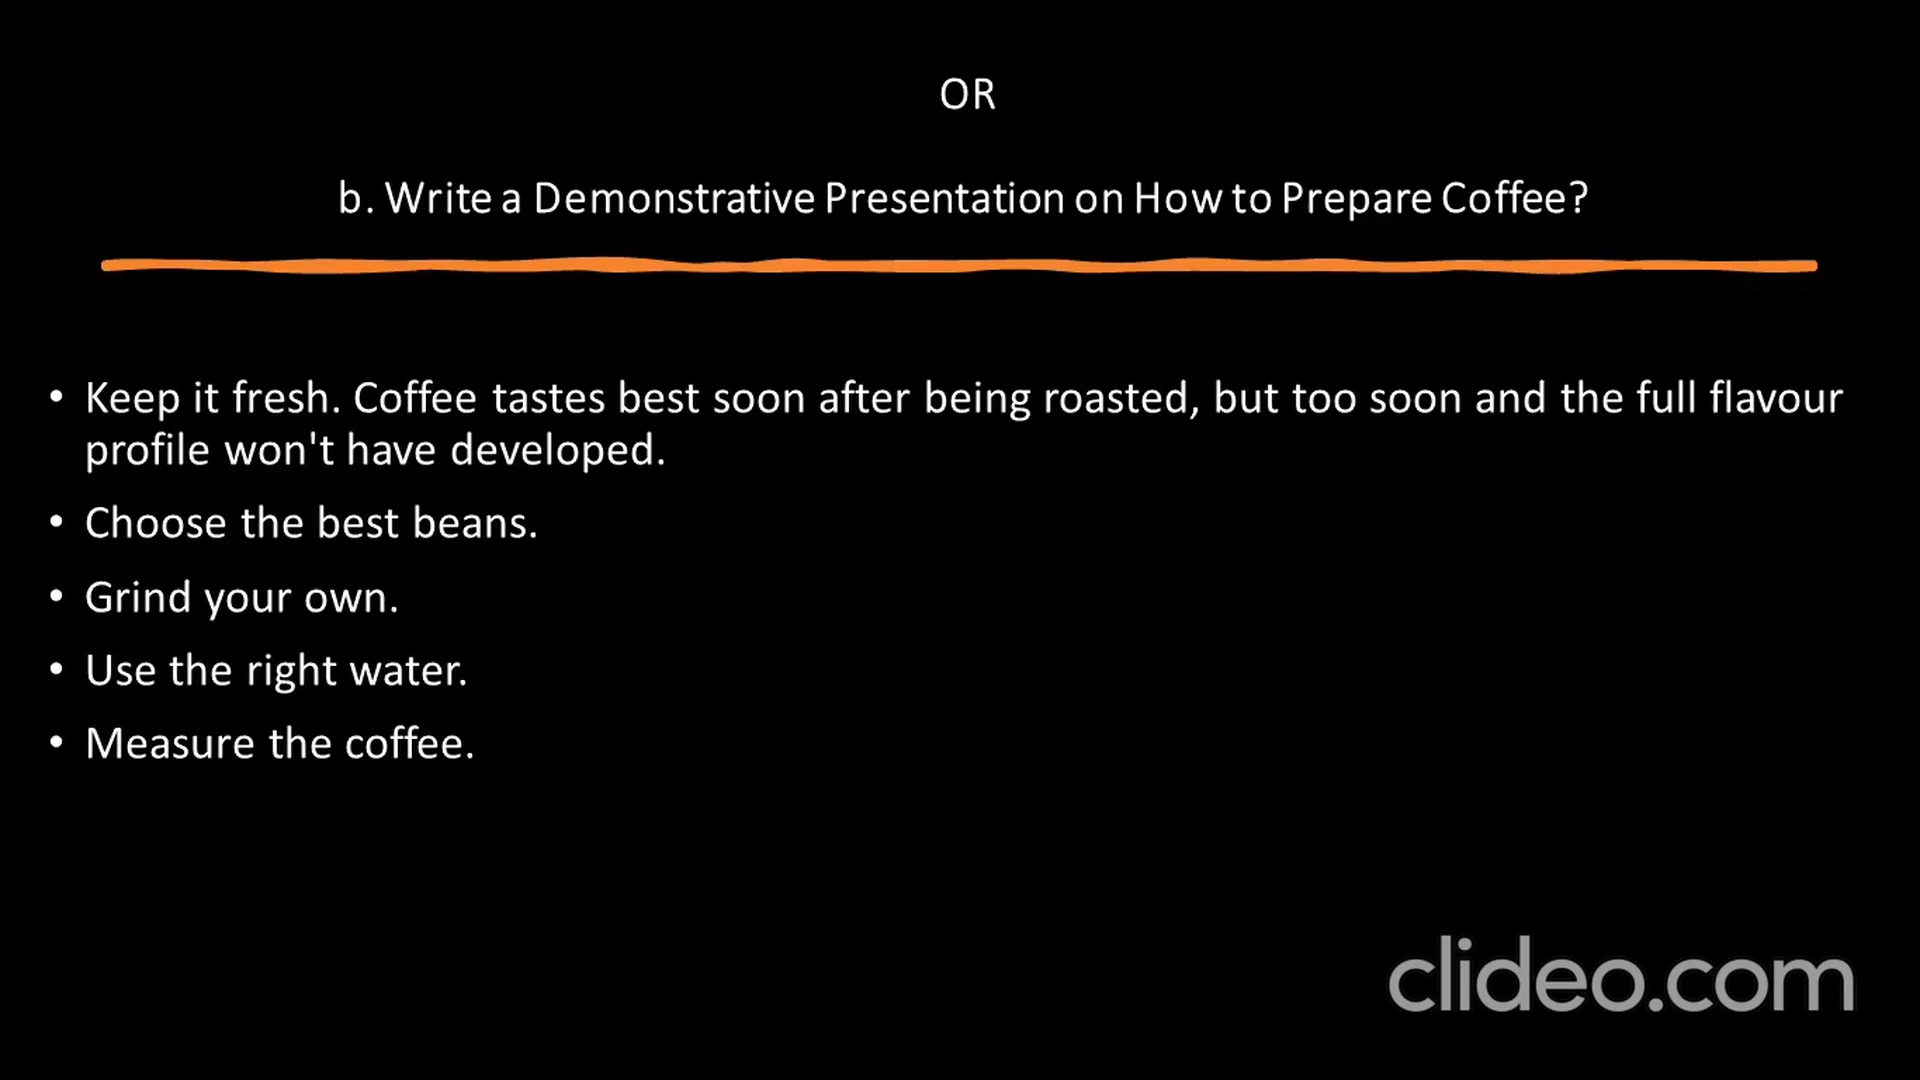 OR
b. Write a Demonstrative Presentation on How to Prepare Coffee?
• Keep it fresh. Coffee tastes best soon after being roasted, but too soon and the full flavour
profile won't have developed.
• Choose the best beans.
• Grind your own.
• Use the right water.
• Measure the coffee.
clideo.com